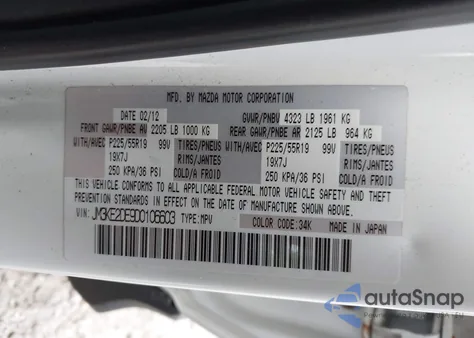 MFD. BY MAZDA MOTOR CORPORATION
DATE 02/12 GVWR/PNBV 4323 LB 1961 KG
FRONT GAWR/PNBE AV 2205 LB 1000 KG REAR GAWR/PNBE AR 2125 LB 964 KG
WITH/AVEC P225/55R19 99V TIRES/PNEUS WITH/AVEC P225/55R19 99V TIRES/PNEUS
19X7J RIMS/JANTES 19X7J RIMS/JANTES
250 KPA/36 PSI COLD/A FROID 250 KPA/36 PSI COLD/A FROID
THIS VEHICLE CONFORMS TO ALL APPLICABLE FEDERAL MOTOR VEHICLE SAFETY AND THEFT
PREVENTION STANDARDS IN EFFECT ON THE DATE OF MANUFACTURE SHOWN ABOVE.
VIN: JM3KE2DE9D0106603 TYPE: MPV COLOR CODE: 34K MADE IN JAPAN
autoSnap